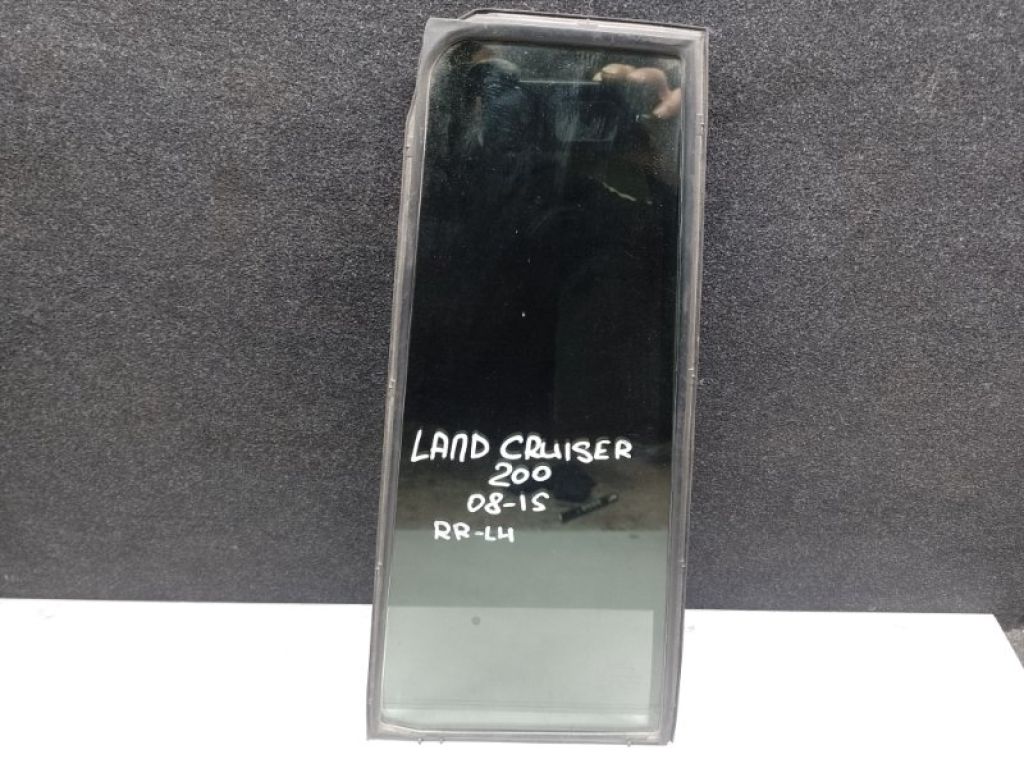 LAND CRUISER
200
08-15
RR-LH